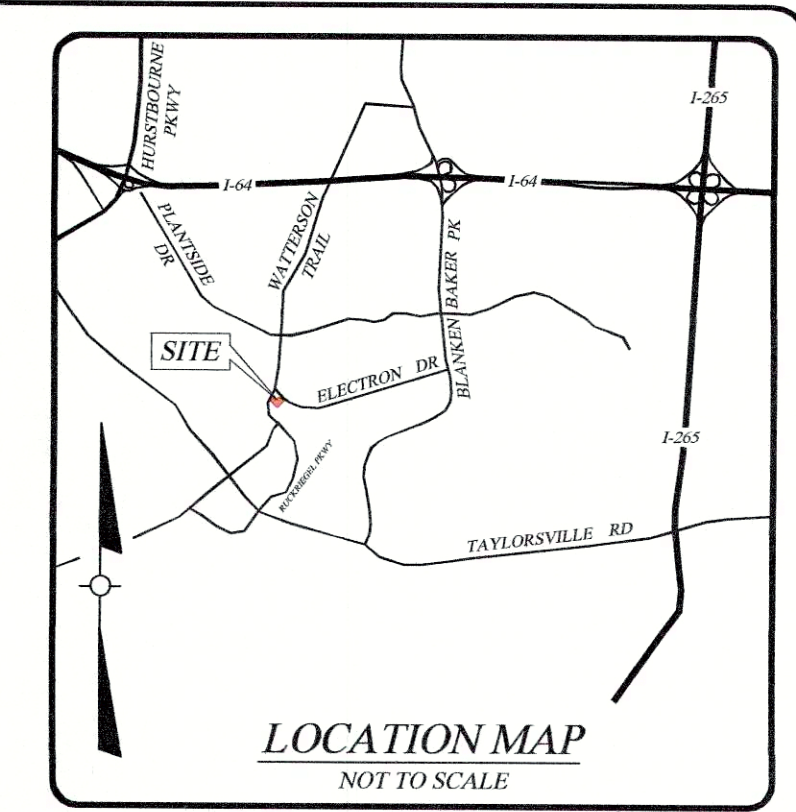 HURSTBOURNE
PKWY
I-265
I-64
I-64
PLANTSIDE
DR
WATTERSON
TRAIL
BLANKEN BAKER PK
SITE
ELECTRON DR
I-265
RUCKRIEGEL PKWY
TAYLORSVILLE RD
LOCATION MAP
NOT TO SCALE